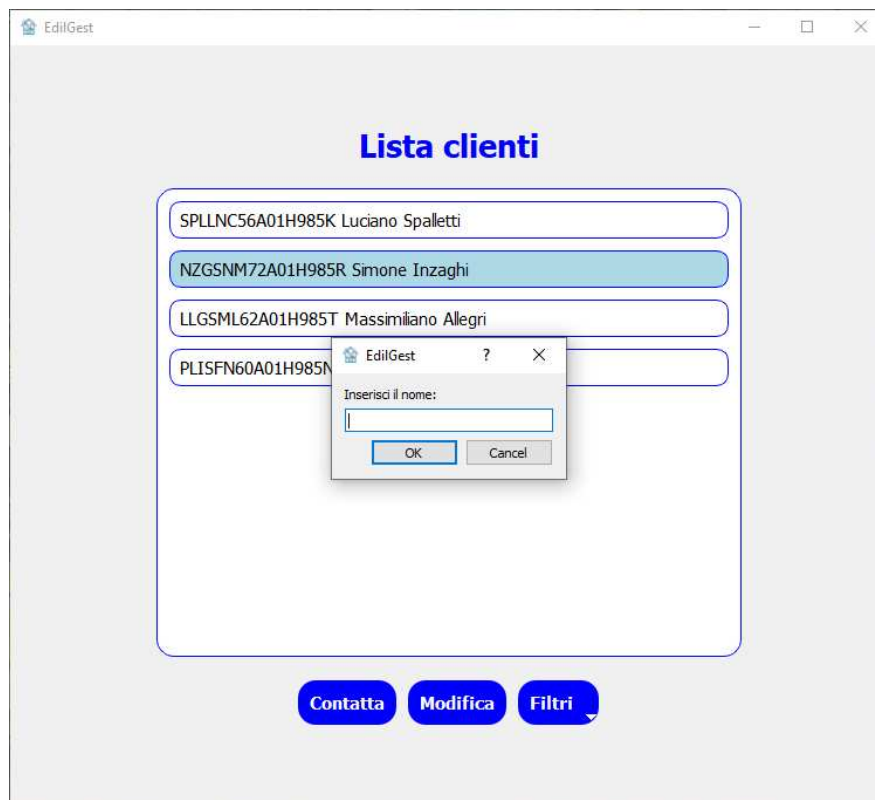 EdilGest
Lista clienti
SPLLNC56A01H985K Luciano Spalletti
NZGSNM72A01H985R Simone Inzaghi
LLGSML62A01H985T Massimiliano Allegri
PLISFN60A01H985N
EdilGest ?
Inserisci il nome:
OK Cancel
Contatta Modifica Filtri